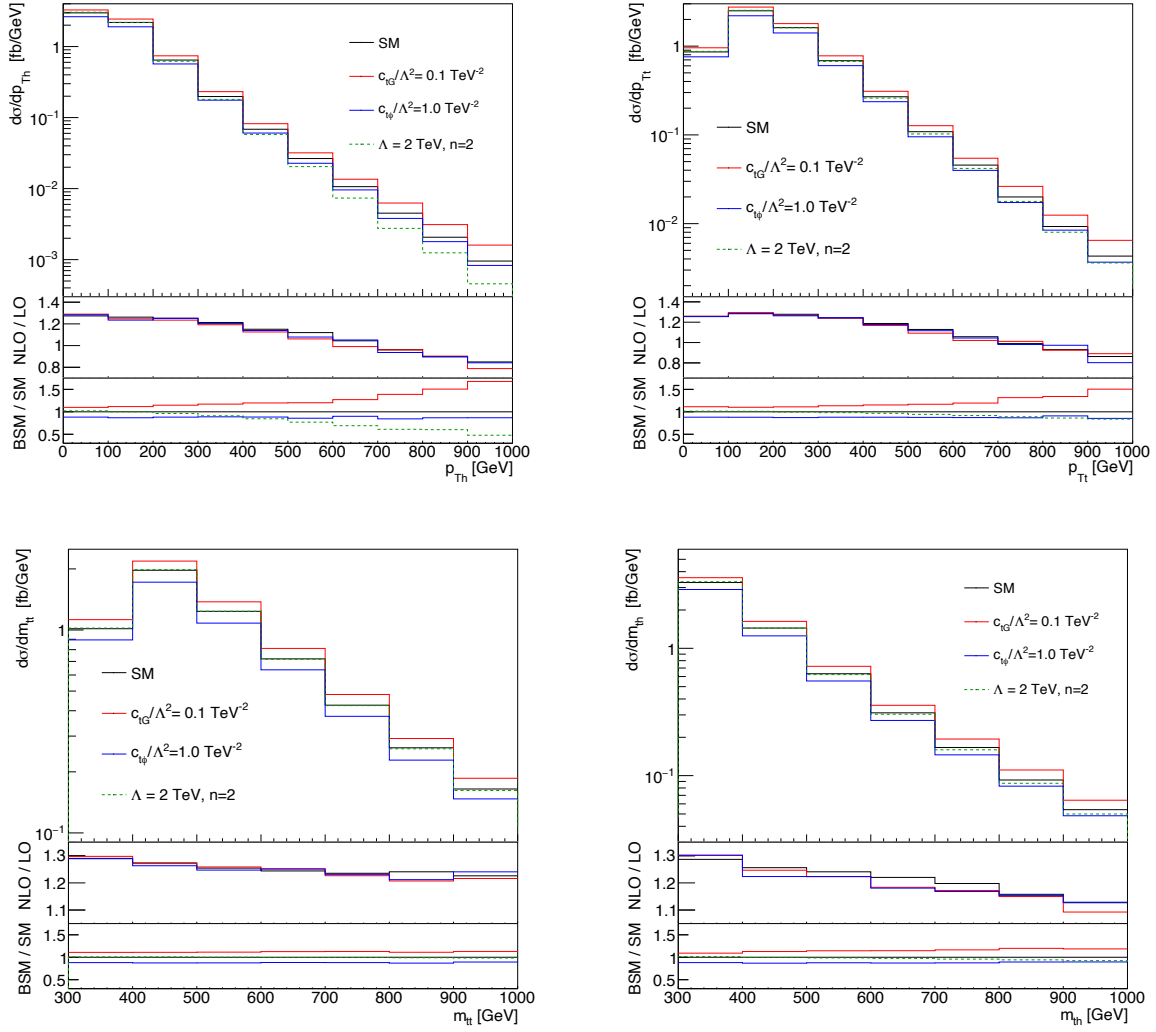 dσ/dp_Th [fb/GeV]
1
10⁻¹
10⁻²
10⁻³
SM
c_tG/Λ²= 0.1 TeV⁻²
c_tφ/Λ²=1.0 TeV⁻²
Λ = 2 TeV, n=2
NLO / LO
1.4
1.2
1
0.8
BSM / SM
1.5
1
0.5
0 100 200 300 400 500 600 700 800 900 1000
p_Th [GeV]
dσ/dp_Tt [fb/GeV]
1
10⁻¹
10⁻²
SM
c_tG/Λ²= 0.1 TeV⁻²
c_tφ/Λ²=1.0 TeV⁻²
Λ = 2 TeV, n=2
NLO / LO
1.4
1.2
1
0.8
BSM / SM
1.5
1
0.5
0 100 200 300 400 500 600 700 800 900 1000
p_Tt [GeV]
dσ/dm_tt [fb/GeV]
1
10⁻¹
SM
c_tG/Λ²= 0.1 TeV⁻²
c_tφ/Λ²=1.0 TeV⁻²
Λ = 2 TeV, n=2
NLO / LO
1.3
1.2
1.1
BSM / SM
1.5
1
0.5
300 400 500 600 700 800 900 1000
m_tt [GeV]
dσ/dm_th [fb/GeV]
1
10⁻¹
SM
c_tG/Λ²= 0.1 TeV⁻²
c_tφ/Λ²=1.0 TeV⁻²
Λ = 2 TeV, n=2
NLO / LO
1.3
1.2
1.1
BSM / SM
1.5
1
0.5
300 400 500 600 700 800 900 1000
m_th [GeV]